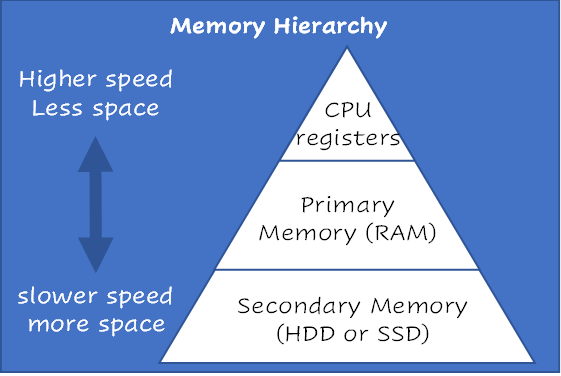 Memory Hierarchy
Higher speed
Less space
slower speed
more space
CPU
registers
Primary
Memory (RAM)
Secondary Memory
(HDD or SSD)